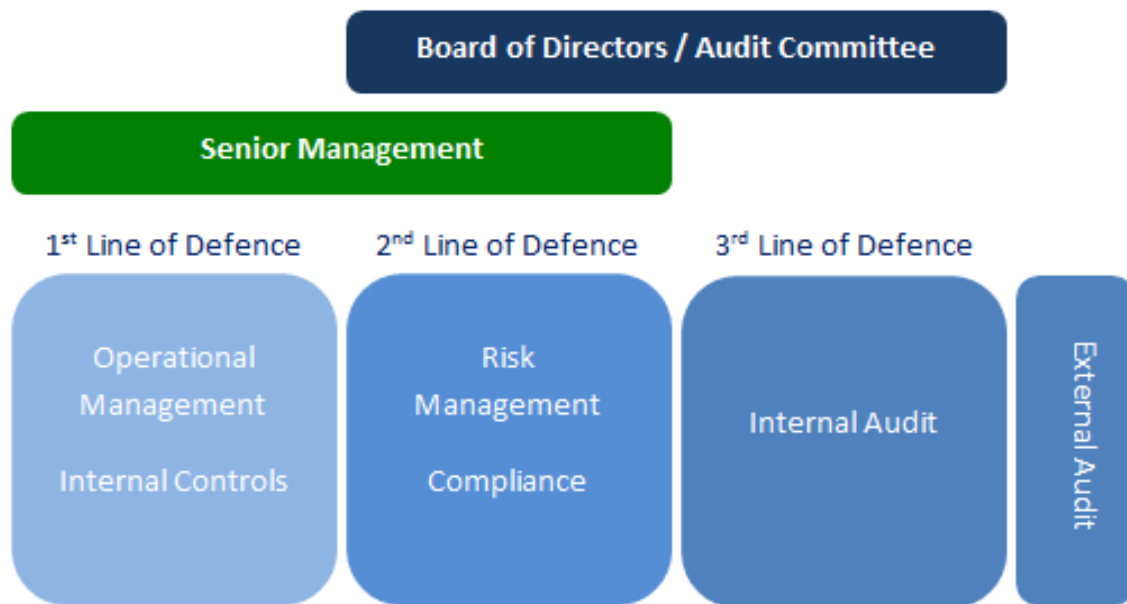 Board of Directors / Audit Committee
Senior Management
1st Line of Defence
2nd Line of Defence
3rd Line of Defence
Operational
Management
Internal Controls
Risk
Management
Compliance
Internal Audit
External Audit